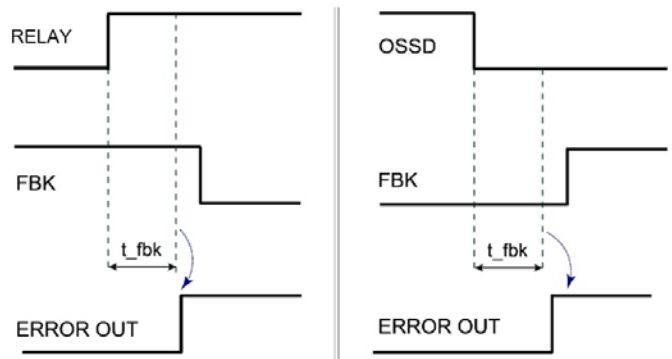 RELAY
FBK
t_fbk
ERROR OUT
OSSD
FBK
t_fbk
ERROR OUT